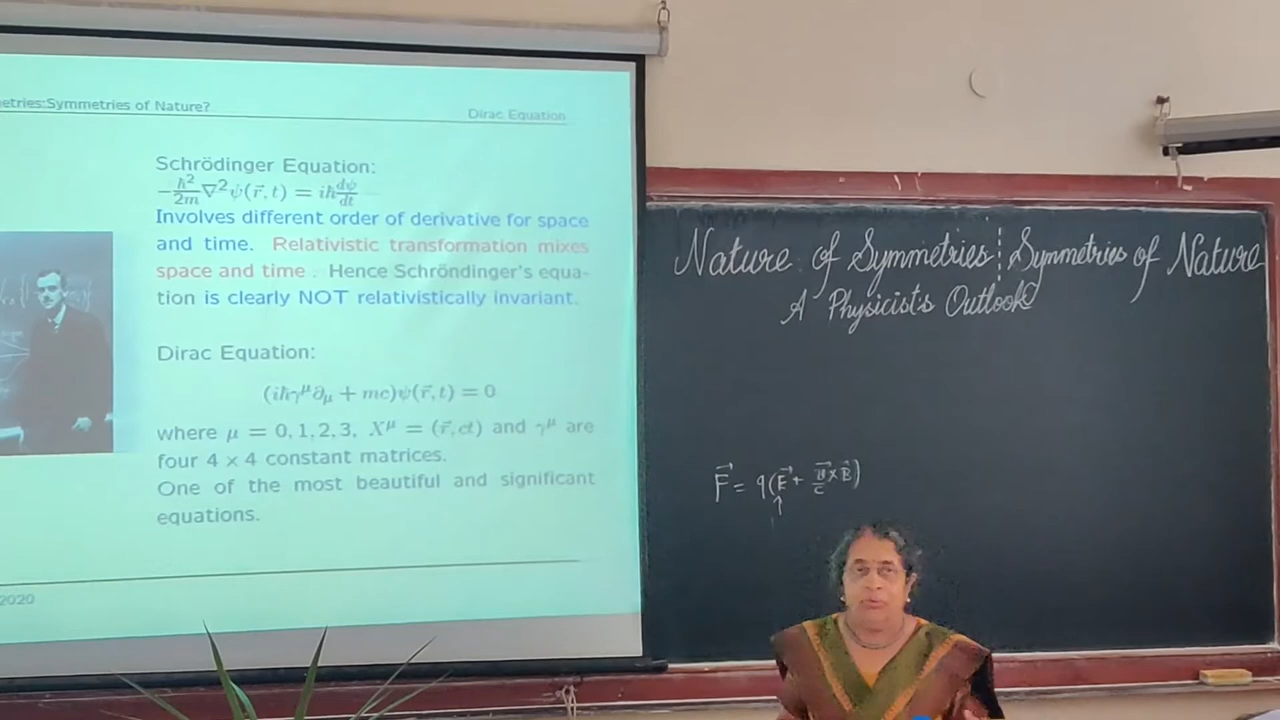 etries:Symmetries of Nature?
Dirac Equation
Schrödinger Equation:
−ħ²/2m ∇²ψ(r⃗, t) = iħ dψ/dt
Involves different order of derivative for space
and time. Relativistic transformation mixes
space and time . Hence Schröndinger's equa-
tion is clearly NOT relativistically invariant.
Dirac Equation:
(iħγ^μ∂_μ + mc)ψ(r⃗, t) = 0
where μ = 0, 1, 2, 3, X^μ = (r⃗, ct) and γ^μ are
four 4 × 4 constant matrices.
One of the most beautiful and significant
equations.
2020
Nature of Symmetries ¦ Symmetries of Nature
A Physicist's Outlook
F⃗ = q(E⃗ + /c × B⃗)